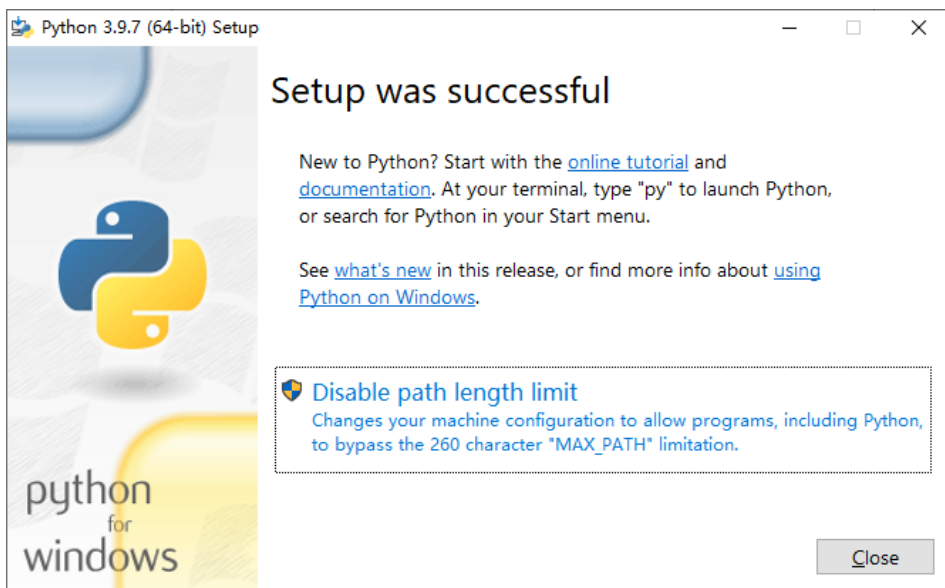 Python 3.9.7 (64-bit) Setup
Setup was successful
New to Python? Start with the online tutorial and
documentation. At your terminal, type "py" to launch Python,
or search for Python in your Start menu.
See what's new in this release, or find more info about using
Python on Windows.
Disable path length limit
Changes your machine configuration to allow programs, including Python,
to bypass the 260 character "MAX_PATH" limitation.
python
for
windows
Close